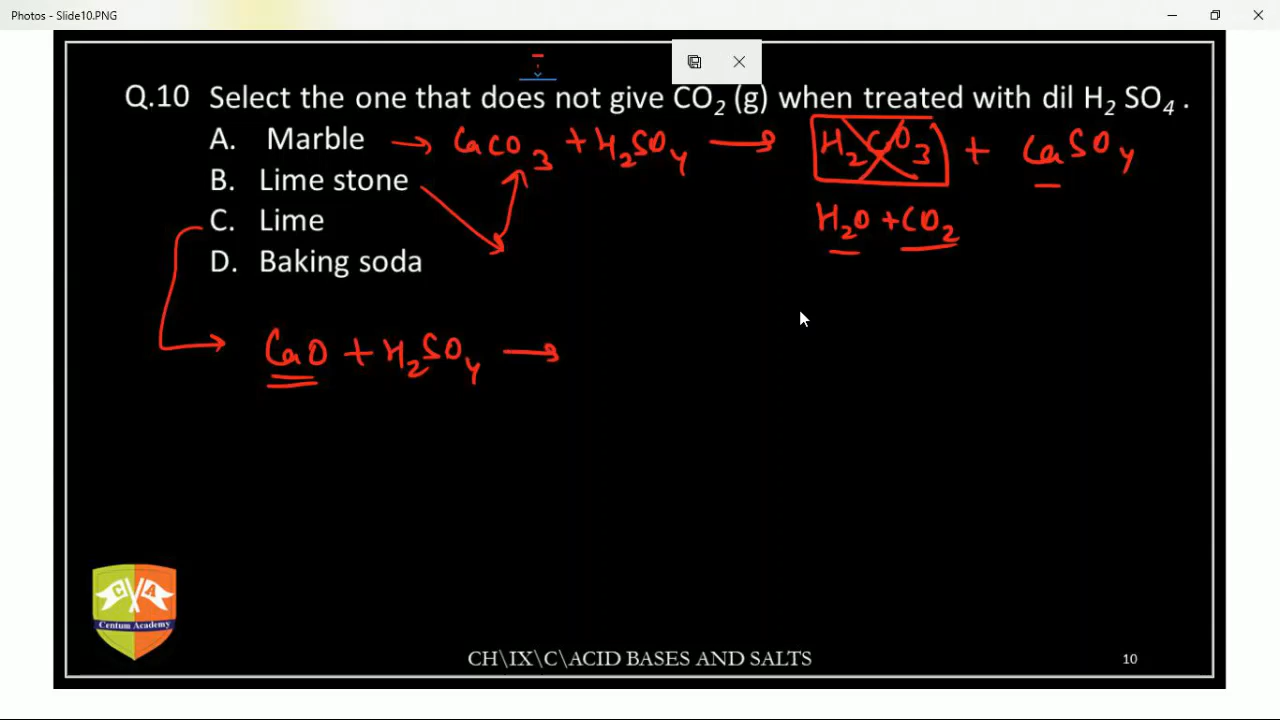 Photos - Slide10.PNG
Q.10 Select the one that does not give CO2 (g) when treated with dil H2 SO4 .
A. Marble → CaCO3 + H2SO4 → H2CO3 + CaSO4
B. Lime stone
H2O + CO2
C. Lime
D. Baking soda
CaO + H2SO4 →
C A
Centum Academy
CH\IX\C\ACID BASES AND SALTS
10